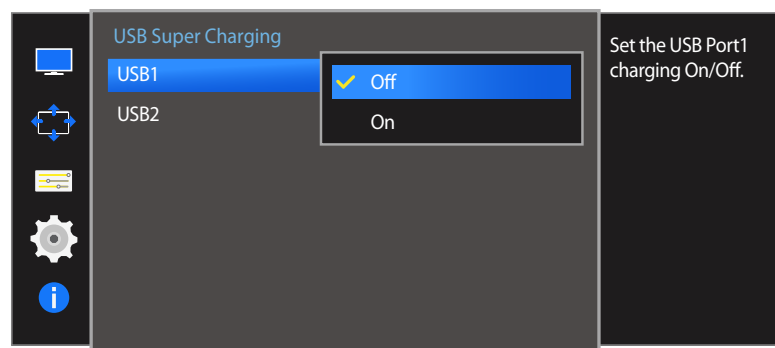 USB Super Charging
USB1
USB2
Off
On
Set the USB Port1
charging On/Off.
i